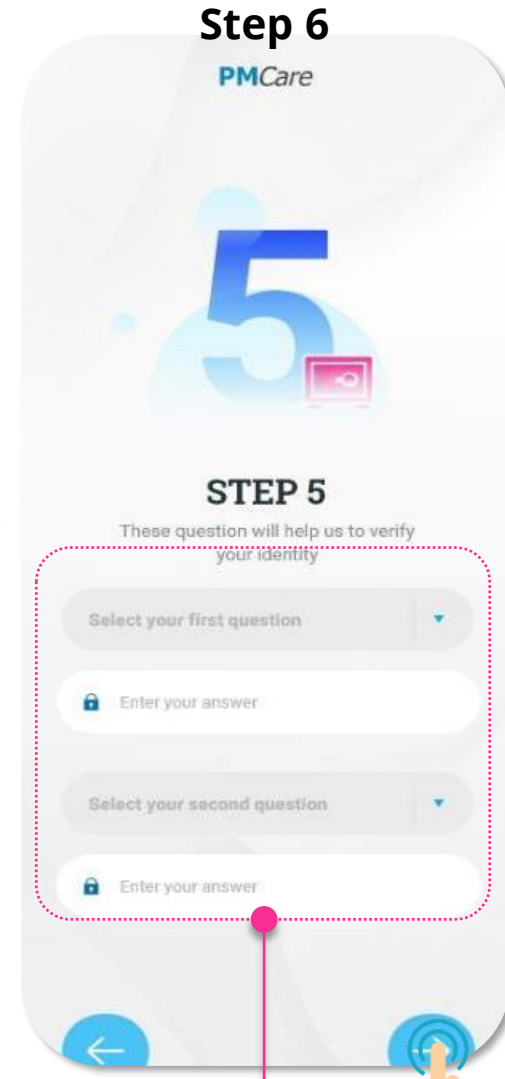 Step 6
PMCare
5
STEP 5
These question will help us to verify
your identity
Select your first question
Enter your answer
Select your second question
Enter your answer